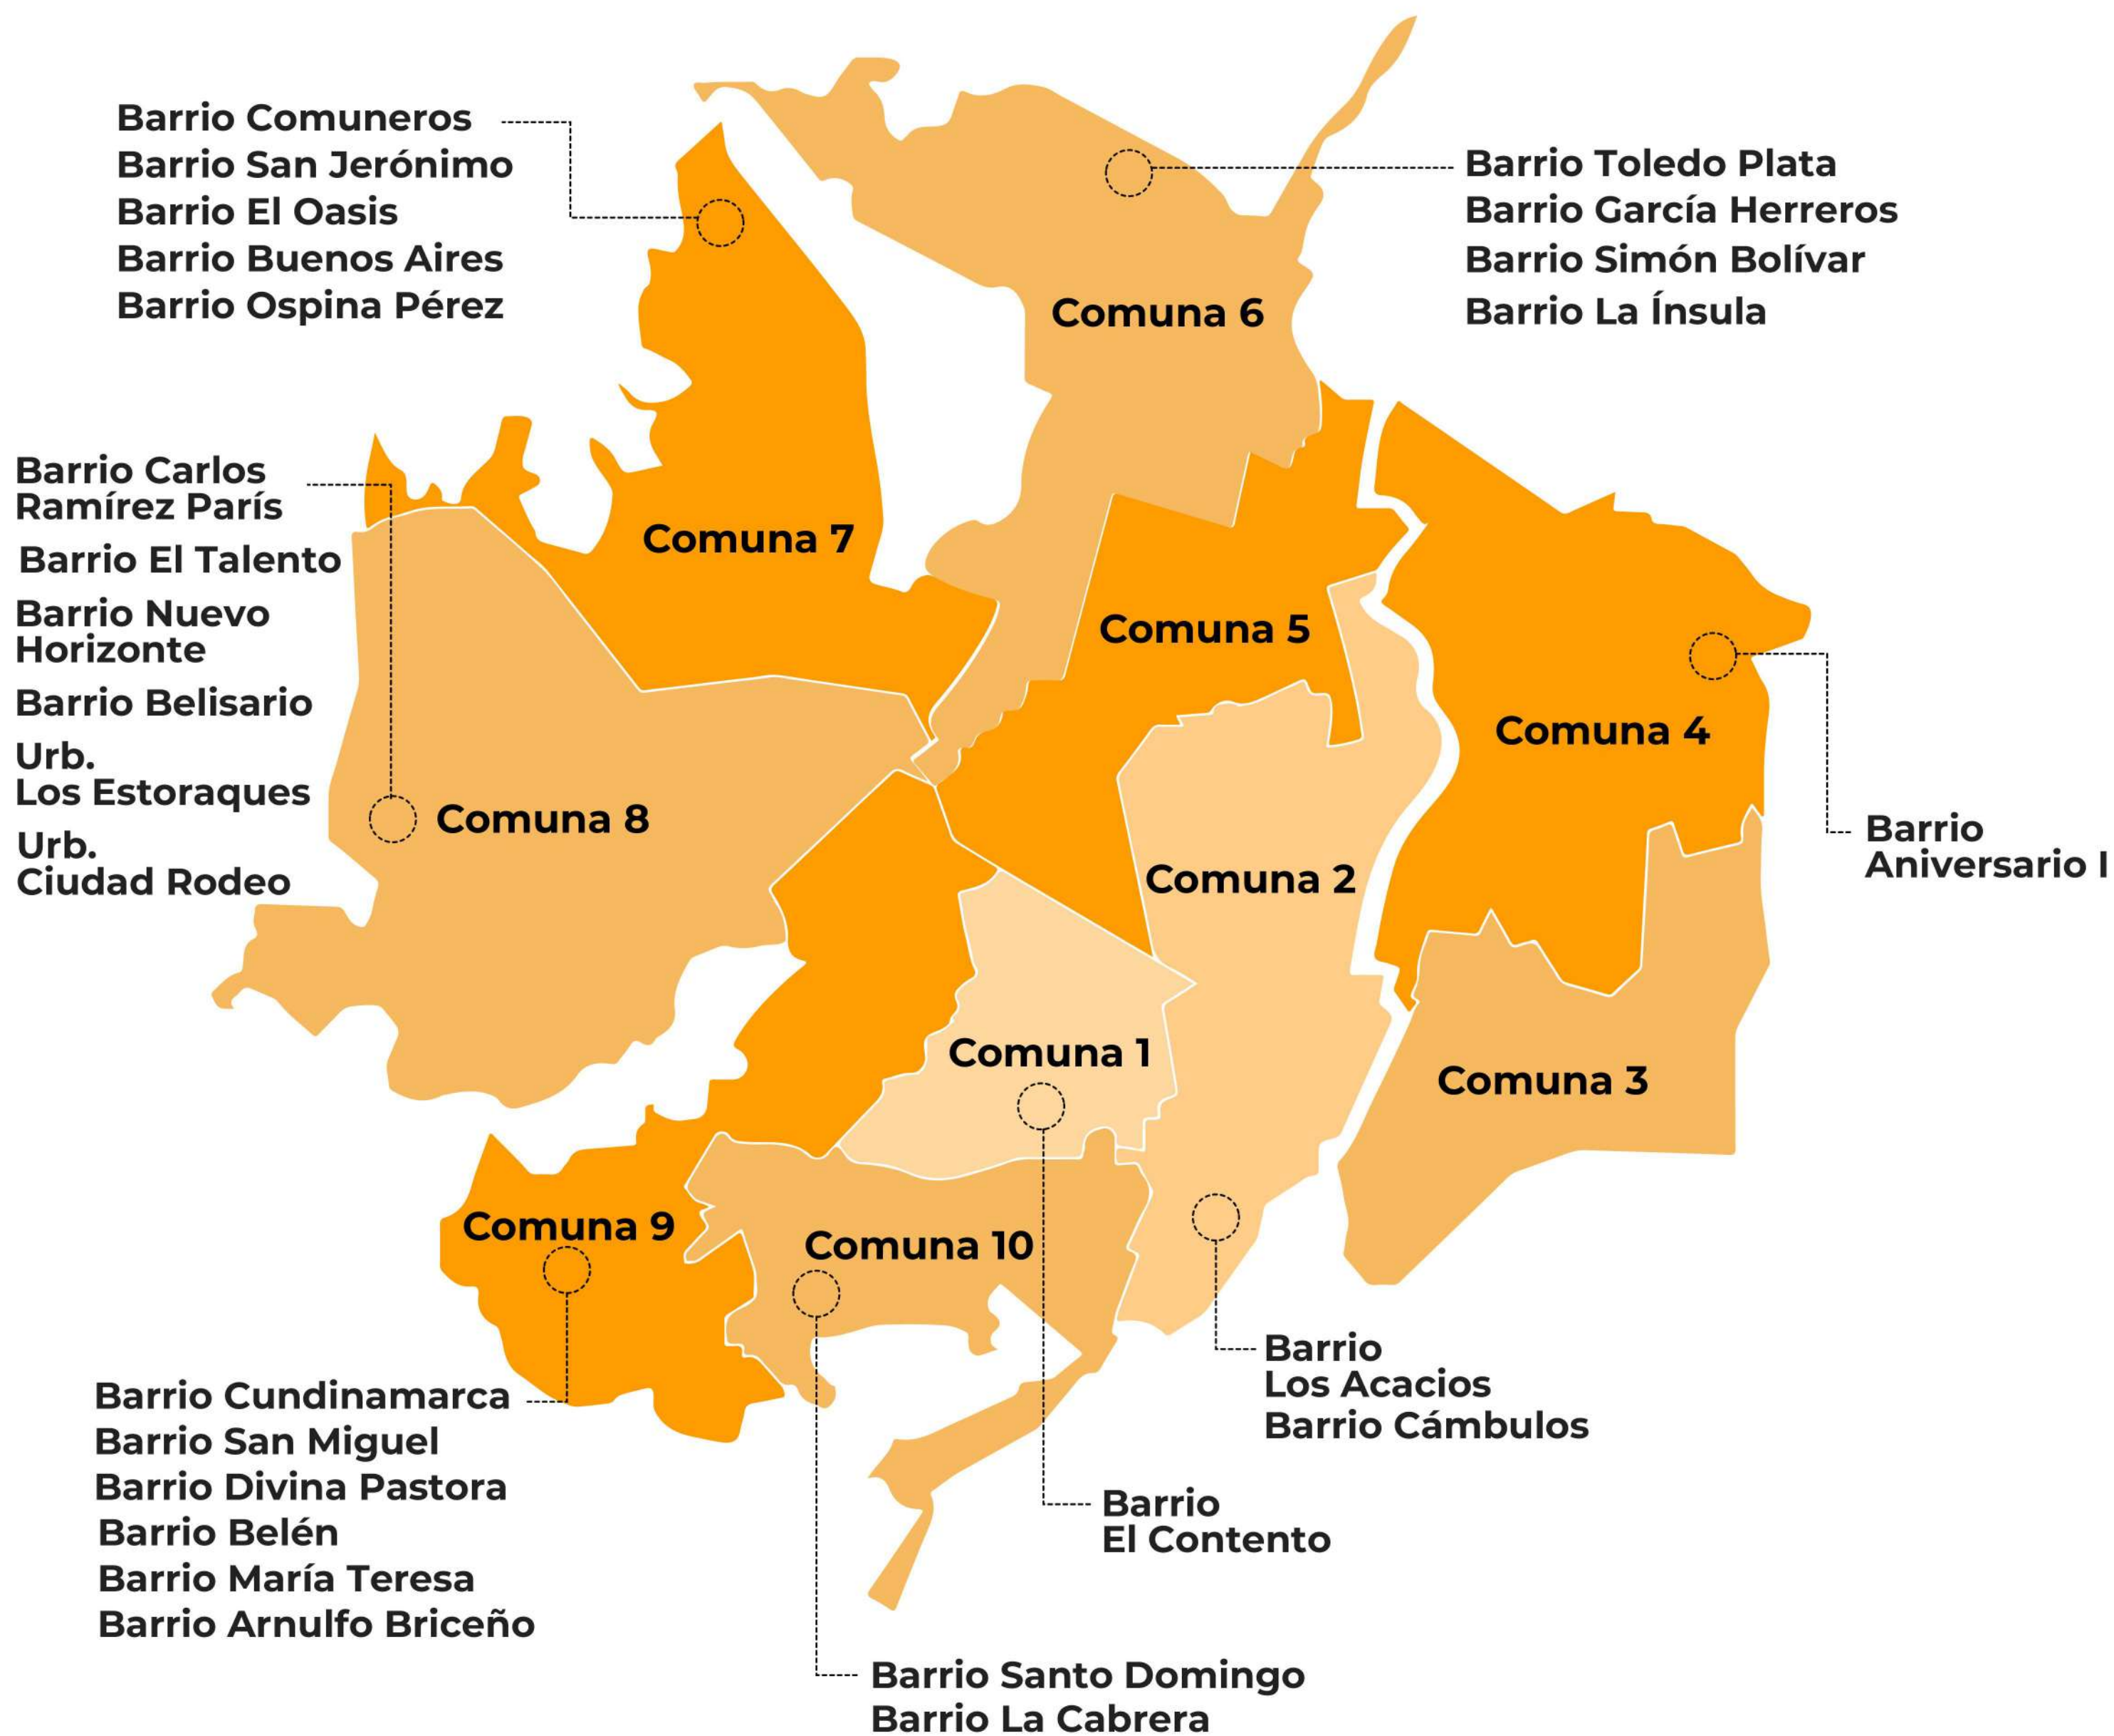 Barrio Comuneros
Barrio San Jerónimo
Barrio El Oasis
Barrio Buenos Aires
Barrio Ospina Pérez
Barrio Toledo Plata
Barrio García Herreros
Barrio Simón Bolívar
Barrio La Ínsula
Comuna 6
Barrio Carlos
Ramírez París
Barrio El Talento
Barrio Nuevo
Horizonte
Barrio Belisario
Urb.
Los Estoraques
Urb.
Ciudad Rodeo
Comuna 7
Comuna 5
Comuna 4
Comuna 8
Comuna 2
Barrio
Aniversario I
Comuna 1
Comuna 3
Comuna 9
Comuna 10
Barrio
Los Acacios
Barrio Cámbulos
Barrio Cundinamarca
Barrio San Miguel
Barrio Divina Pastora
Barrio Belén
Barrio María Teresa
Barrio Arnulfo Briceño
Barrio
El Contento
Barrio Santo Domingo
Barrio La Cabrera